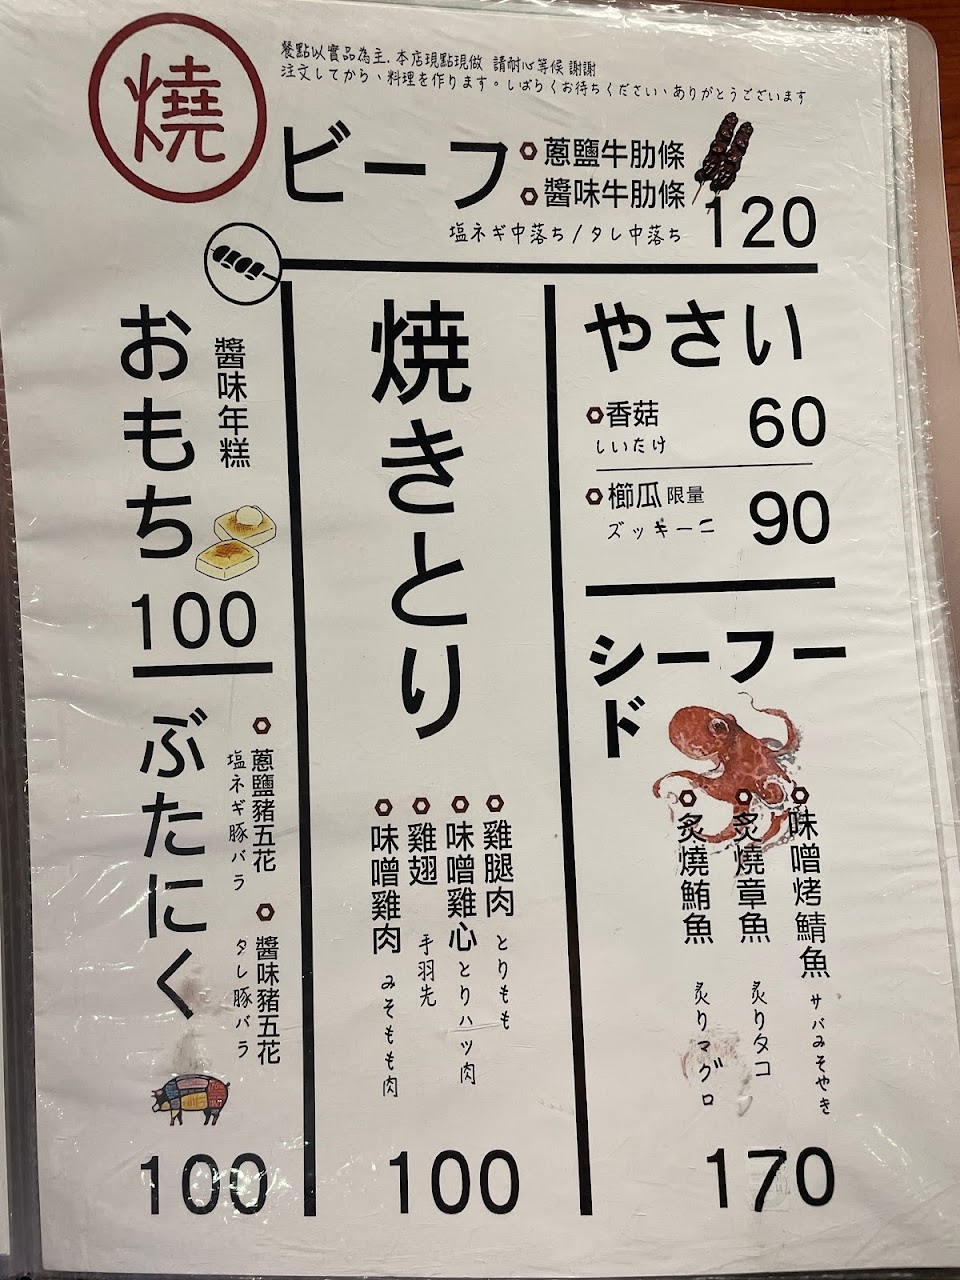 燒
餐點以實品為主，本店現點現做 請耐心等候 謝謝
注文してから、料理を作ります。しばらくお待ちください、ありがとうございます
ビーフ
蔥鹽牛肋條
醬味牛肋條
塩ネギ中落ち/タレ中落ち
120
おもち
醬味年糕
100
ぶたにく
蔥鹽豬五花
塩ネギ豚バラ
醬味豬五花
タレ豚バラ
100
焼きとり
雞腿肉 とりもも
味噌雞心 とりハツ肉
雞翅 手羽先
味噌雞肉 みそもも肉
100
やさい
香菇 60
しいたけ
櫛瓜 限量 90
ズッキーニ
シーフー
ド
味噌烤鯖魚 サバみそやき
炙燒章魚 炙りタコ
炙燒鮪魚 炙りマグロ
170